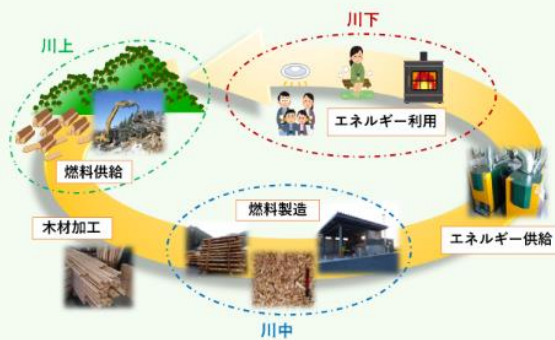 川下
川上
エネルギー利用
燃料供給
燃料製造
木材加工
エネルギー供給
川中